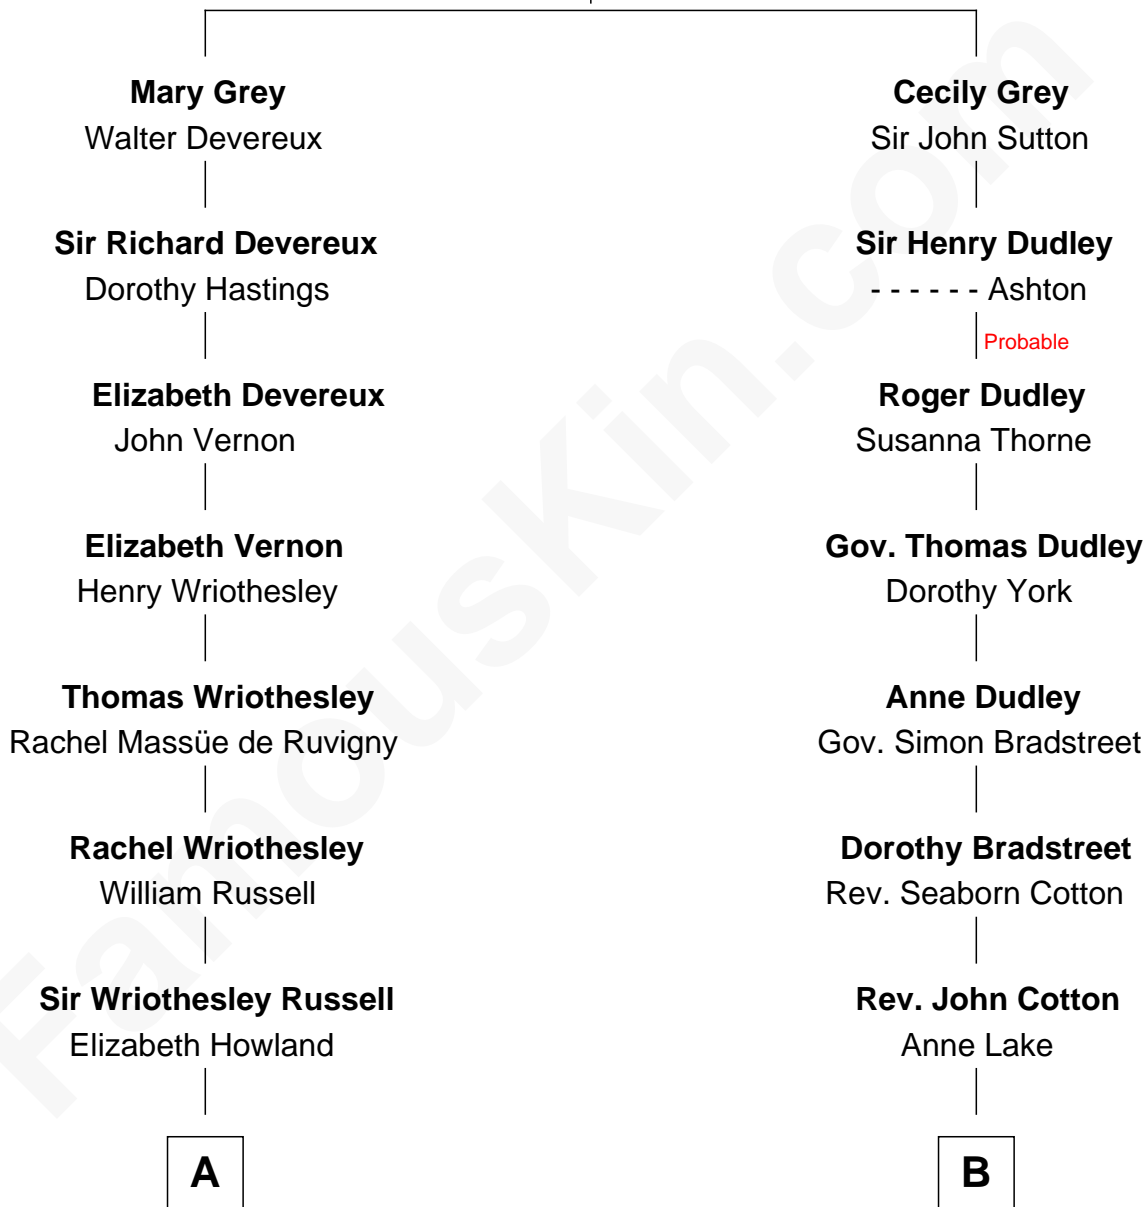 Mary Grey
Walter Devereux
Cecily Grey
Sir John Sutton
Sir Richard Devereux
Dorothy Hastings
Sir Henry Dudley
- - - - - - Ashton
Probable
Elizabeth Devereux
John Vernon
Roger Dudley
Susanna Thorne
Elizabeth Vernon
Henry Wriothesley
Gov. Thomas Dudley
Dorothy York
Thomas Wriothesley
Rachel Massüe de Ruvigny
Anne Dudley
Gov. Simon Bradstreet
Rachel Wriothesley
William Russell
Dorothy Bradstreet
Rev. Seaborn Cotton
Sir Wriothesley Russell
Elizabeth Howland
Rev. John Cotton
Anne Lake
A
B
FamousKin.com